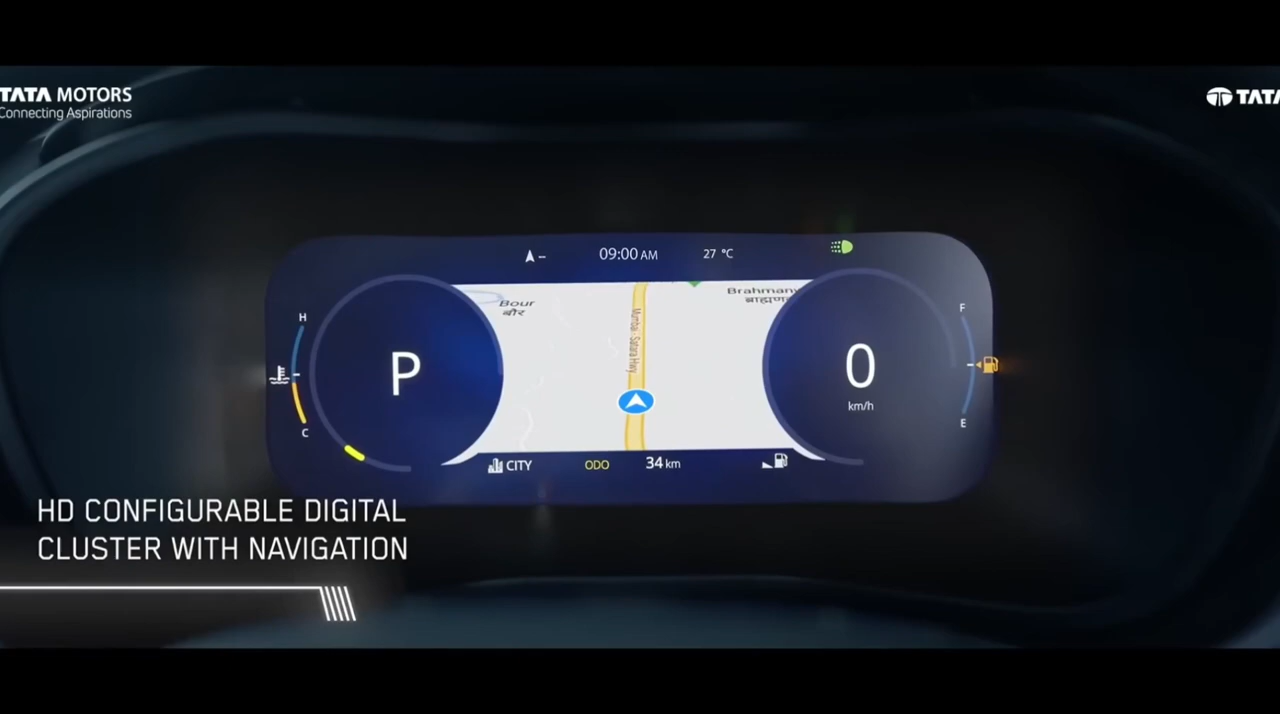 TATA MOTORS
Connecting Aspirations
TATA
09:00 AM
27 °C
Bour
बौर
Mumbai - Satara Hwy
H
C
P
0
km/h
F
E
CITY
ODO
34 km
HD CONFIGURABLE DIGITAL
CLUSTER WITH NAVIGATION